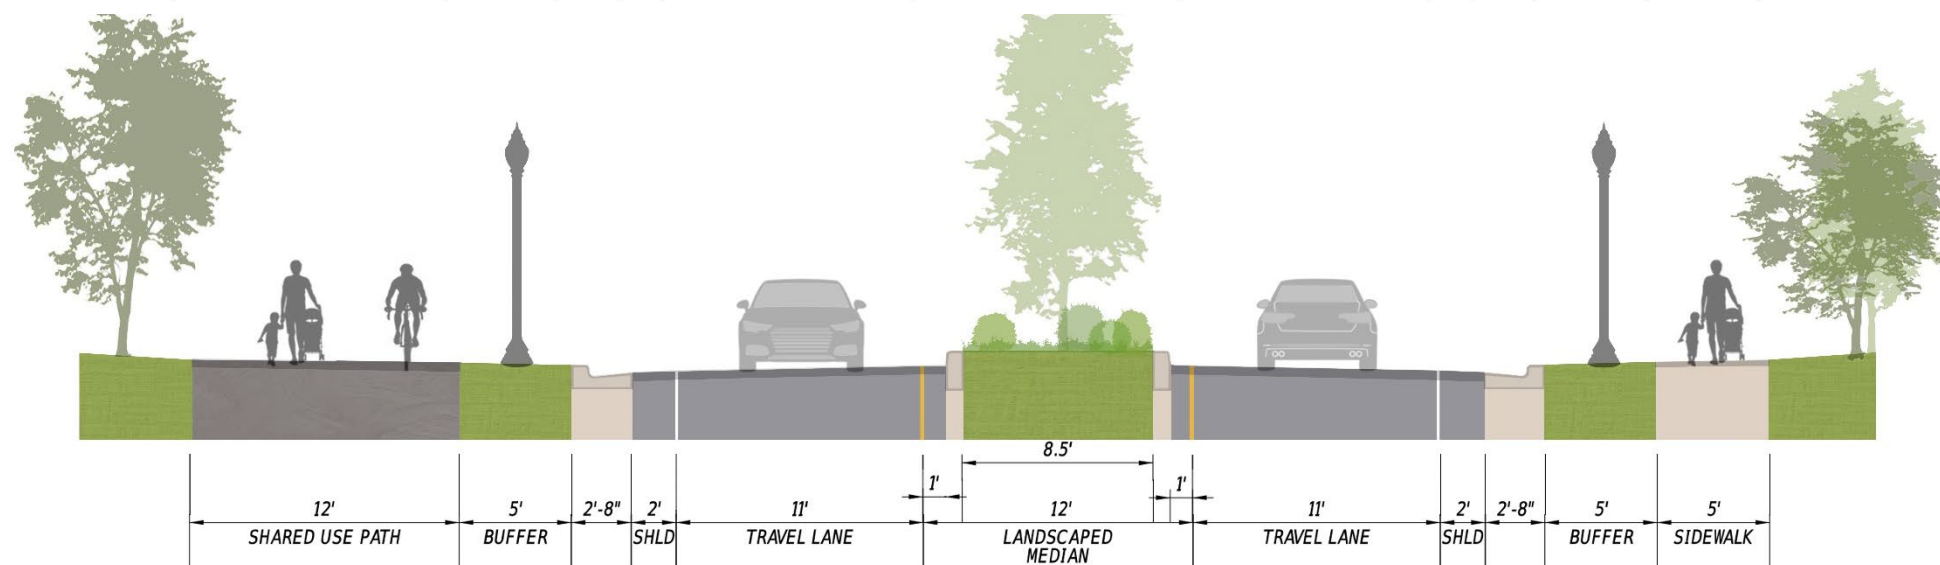 8.5'
1'
1'
12'
5'
2'-8"
2'
11'
12'
11'
2'
2'-8"
5'
5'
SHARED USE PATH
BUFFER
SHLD
TRAVEL LANE
LANDSCAPED
MEDIAN
TRAVEL LANE
SHLD
BUFFER
SIDEWALK